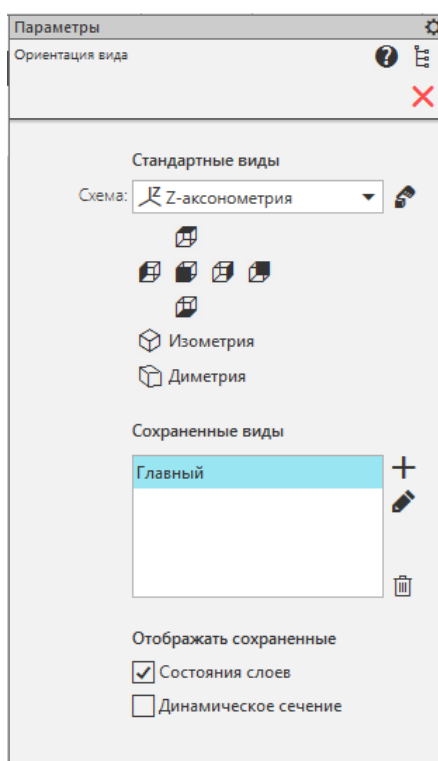 Параметры
Ориентация вида
Стандартные виды
Схема: Z Z-аксонометрия
Изометрия
Диметрия
Сохраненные виды
Главный
Отображать сохраненные
Состояния слоев
Динамическое сечение